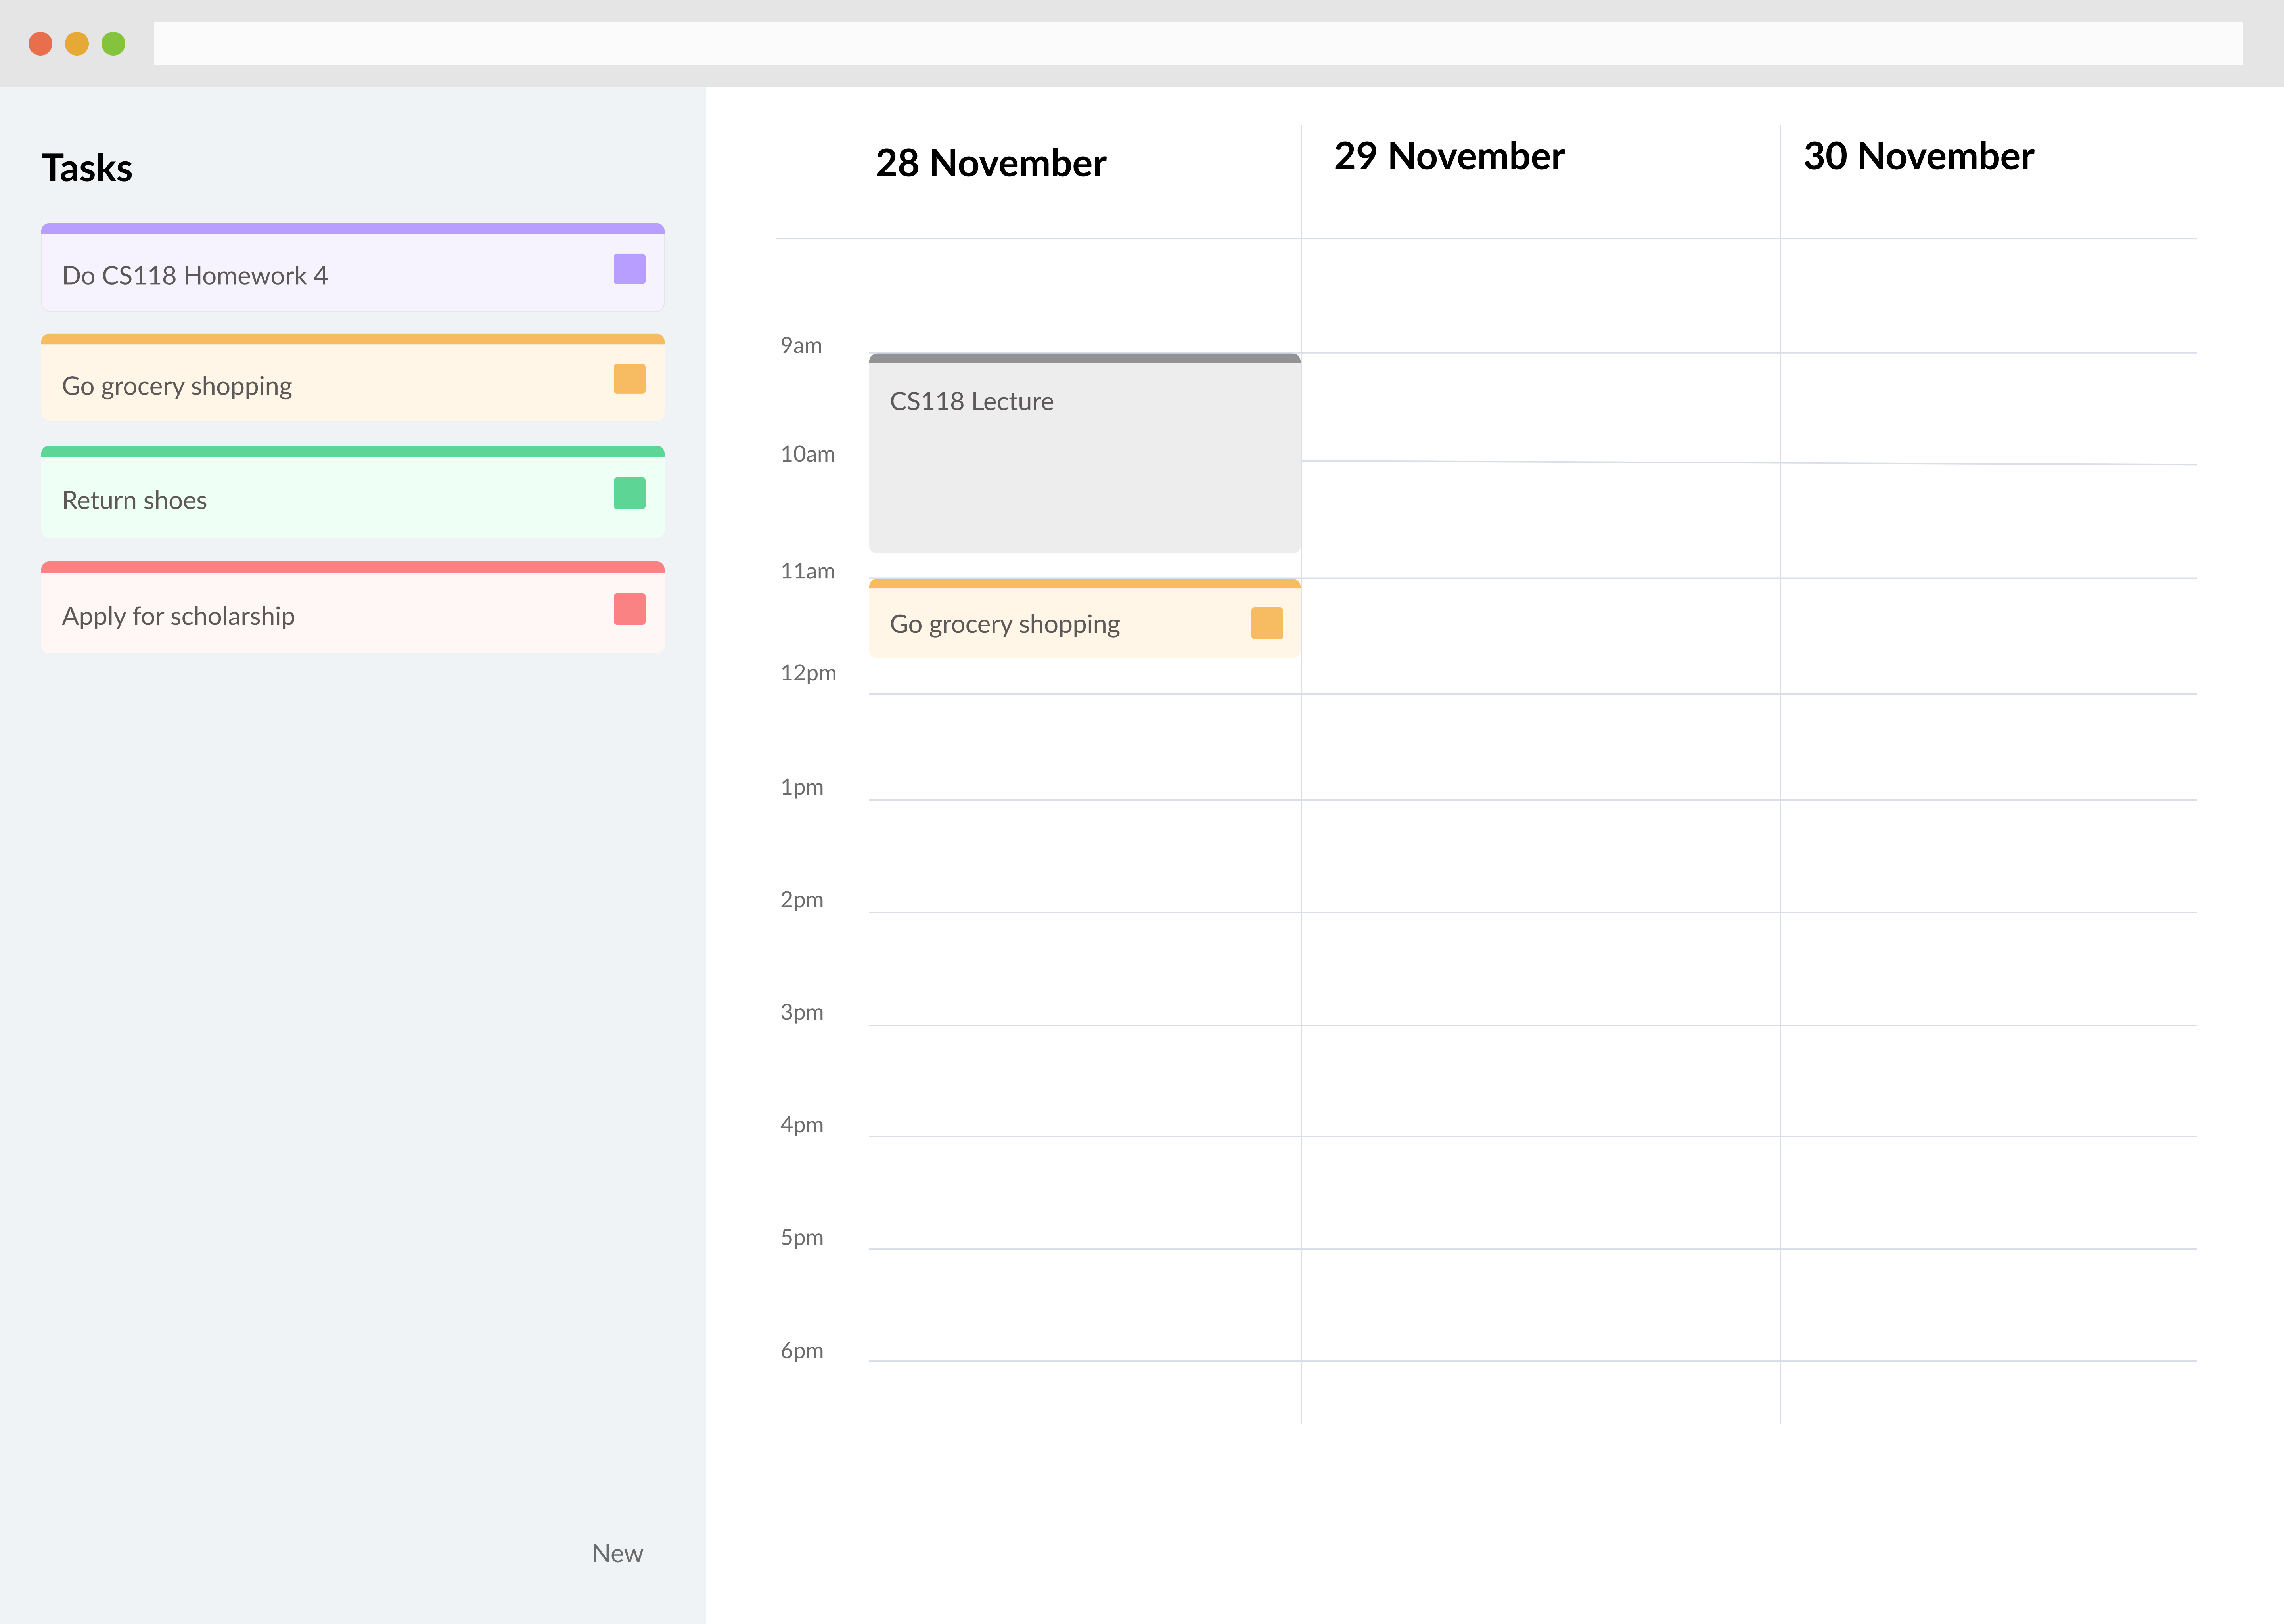 Tasks
Do CS118 Homework 4
Go grocery shopping
Return shoes
Apply for scholarship
New
28 November
29 November
30 November
9am
CS118 Lecture
10am
11am
Go grocery shopping
12pm
1pm
2pm
3pm
4pm
5pm
6pm